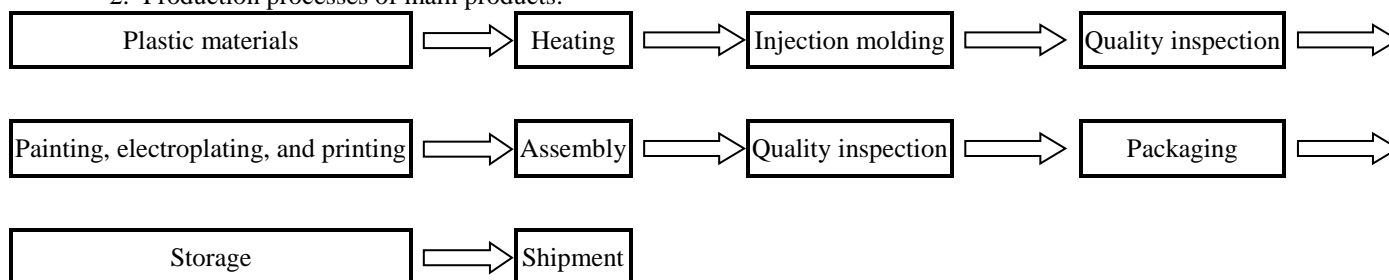 2. Production processes of main products:
Plastic materials
Heating
Injection molding
Quality inspection
Painting, electroplating, and printing
Assembly
Quality inspection
Packaging
Storage
Shipment